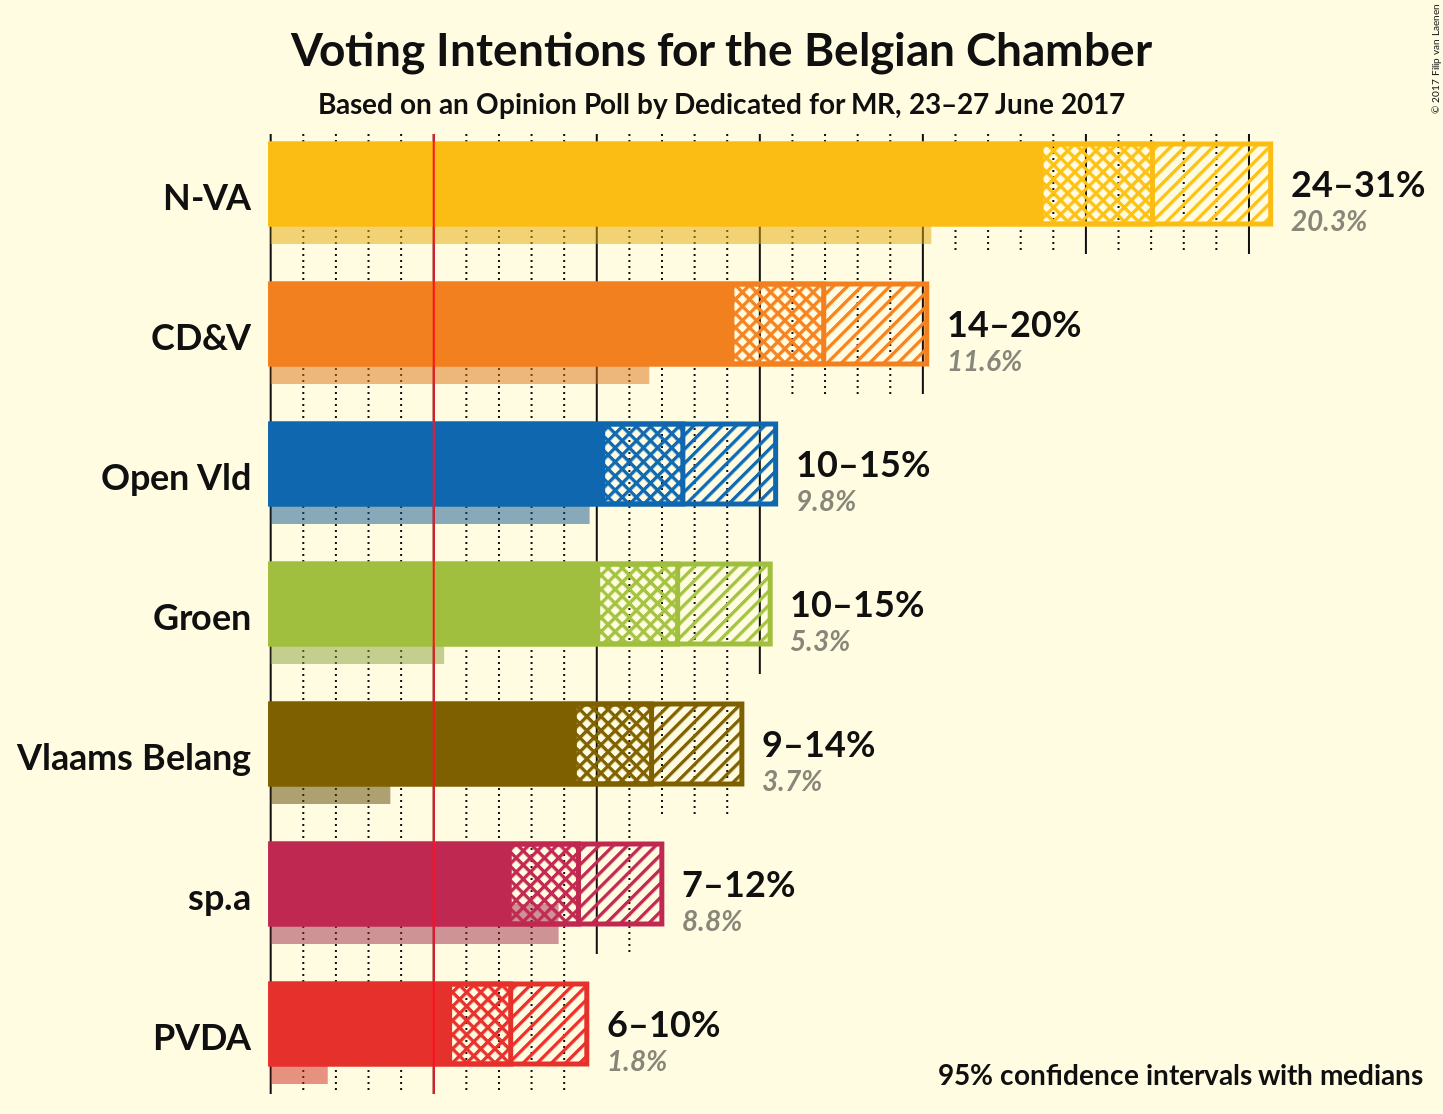 Voting Intentions for the Belgian Chamber
Based on an Opinion Poll by Dedicated for MR, 23–27 June 2017
© 2017 Filip van Laenen
N-VA
24–31%
20.3%
CD&V
14–20%
11.6%
Open Vld
10–15%
9.8%
Groen
10–15%
5.3%
Vlaams Belang
9–14%
3.7%
sp.a
7–12%
8.8%
PVDA
6–10%
1.8%
95% confidence intervals with medians